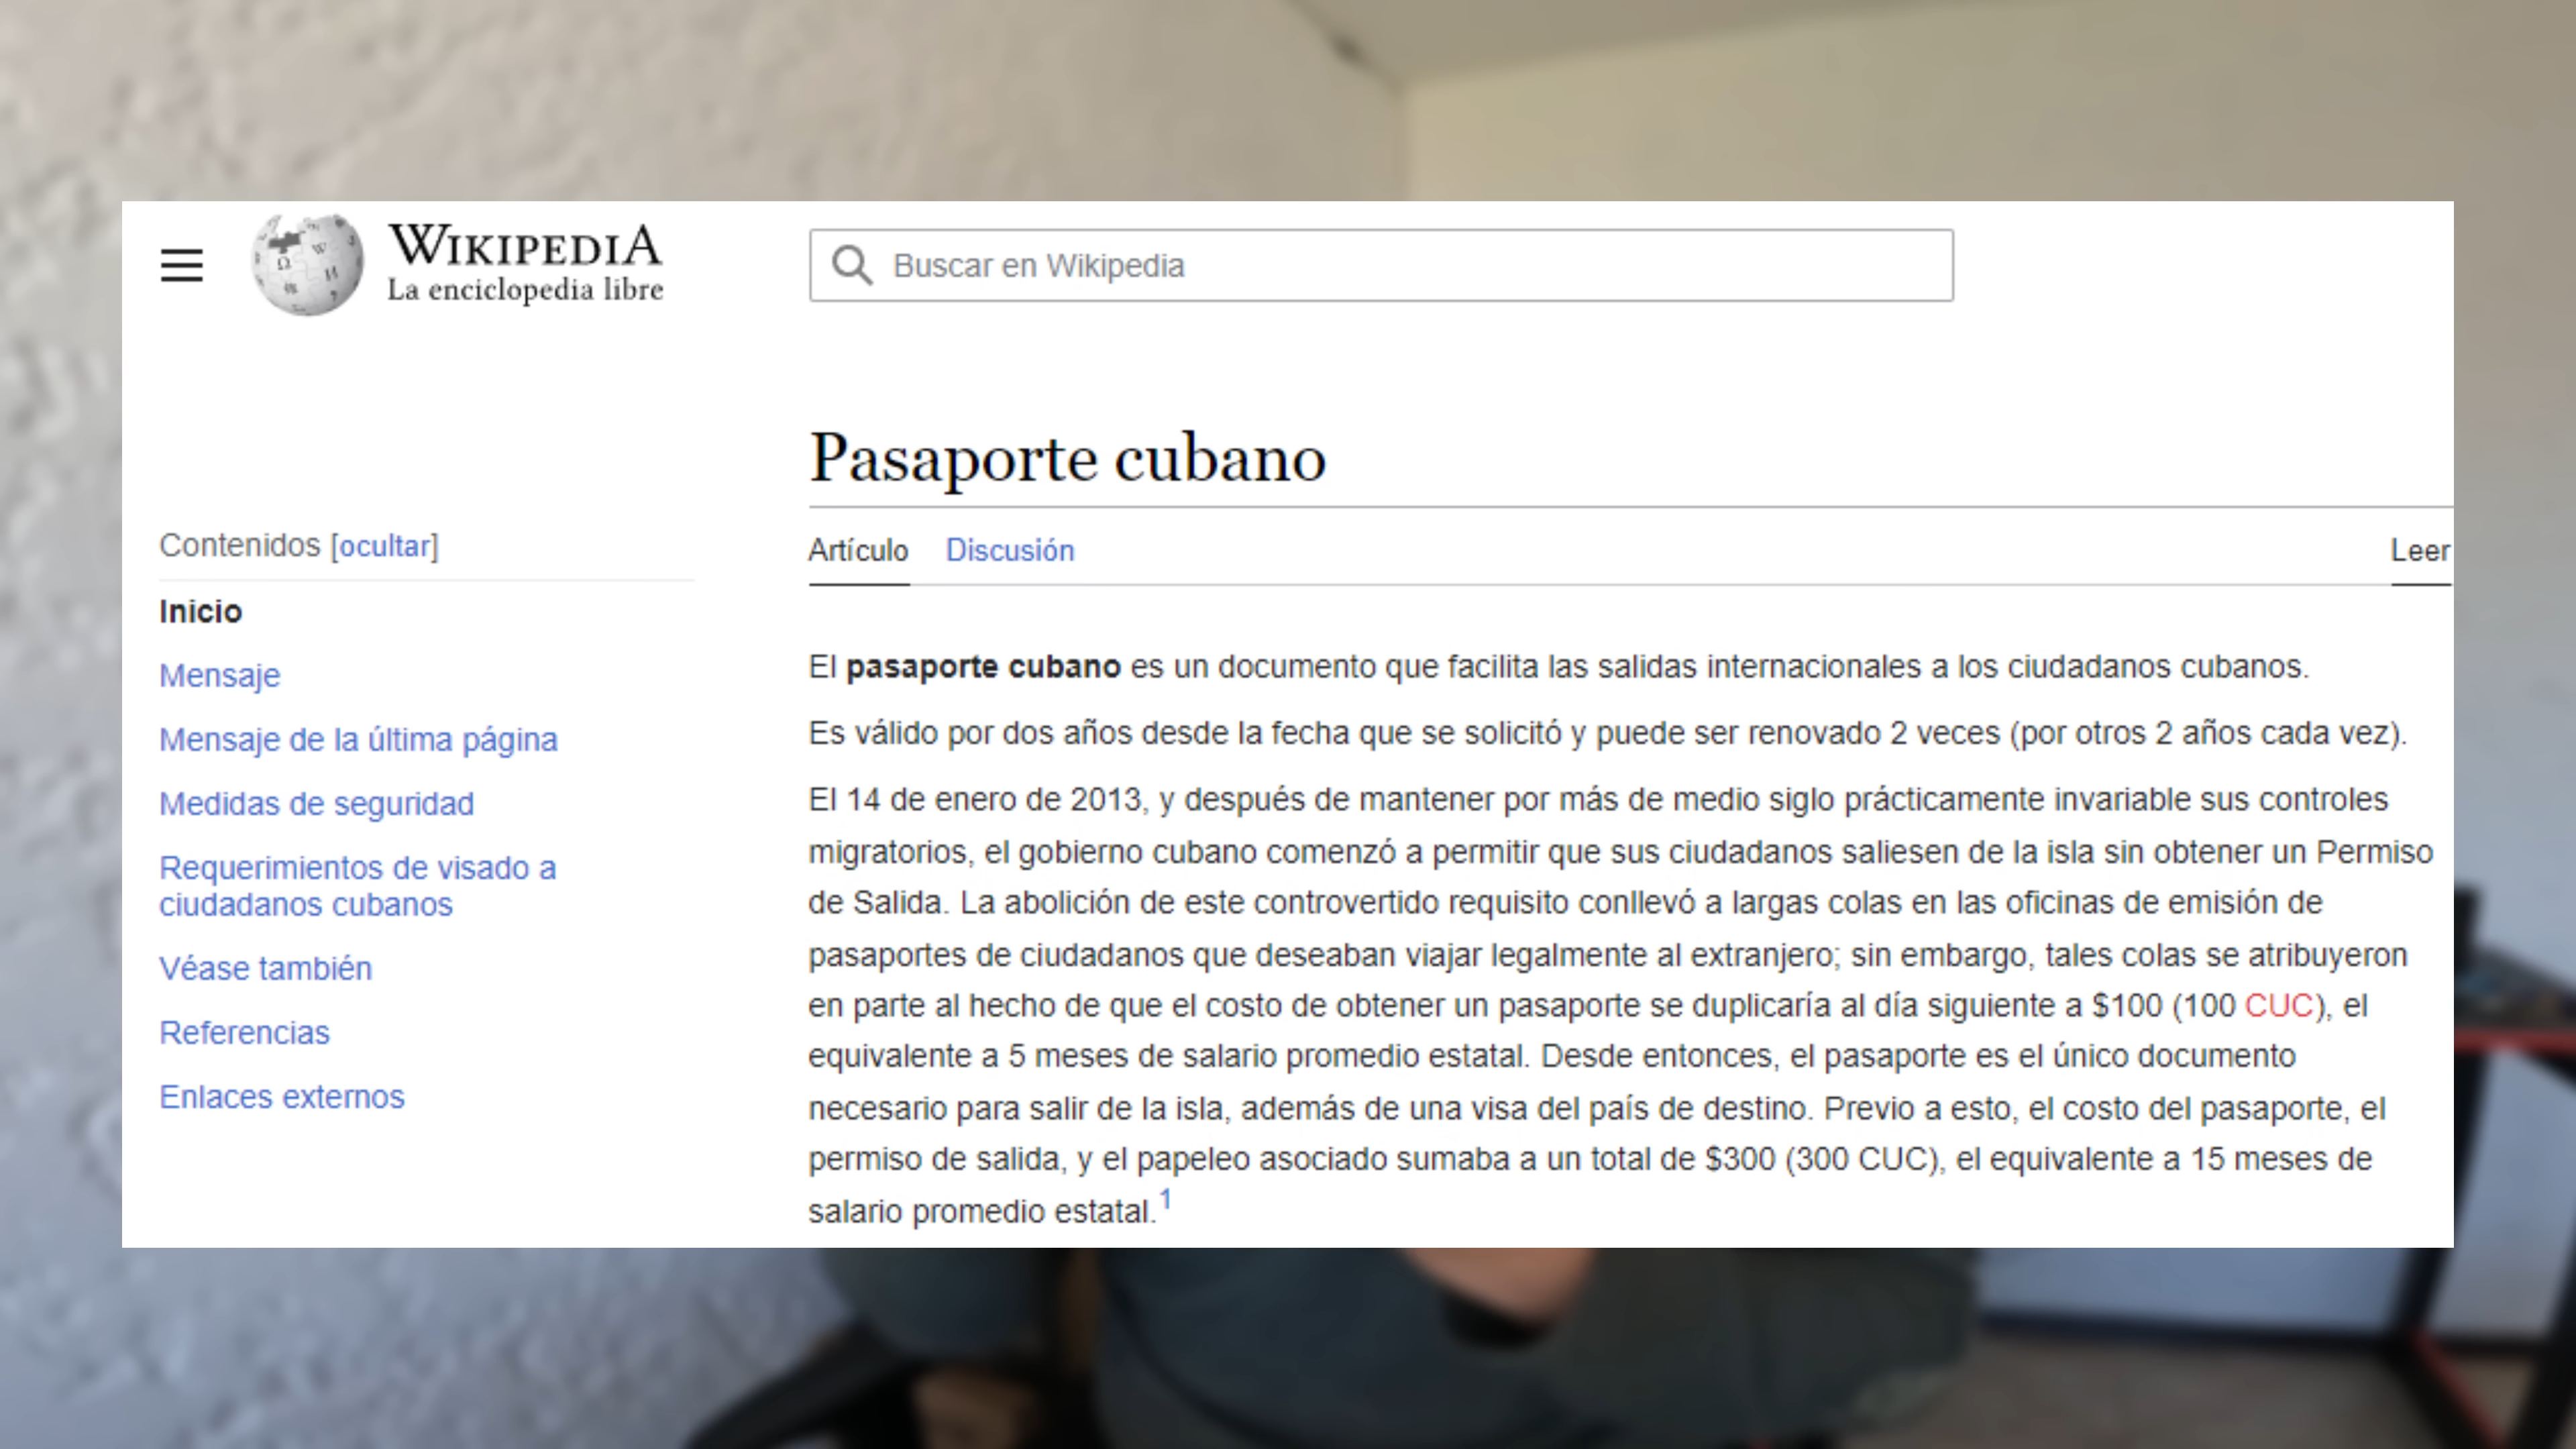 WIKIPEDIA
La enciclopedia libre
Buscar en Wikipedia
Pasaporte cubano
Contenidos [ocultar]
Inicio
Mensaje
Mensaje de la última página
Medidas de seguridad
Requerimientos de visado a
ciudadanos cubanos
Véase también
Referencias
Enlaces externos
Artículo Discusión Leer
El pasaporte cubano es un documento que facilita las salidas internacionales a los ciudadanos cubanos.
Es válido por dos años desde la fecha que se solicitó y puede ser renovado 2 veces (por otros 2 años cada vez).
El 14 de enero de 2013, y después de mantener por más de medio siglo prácticamente invariable sus controles
migratorios, el gobierno cubano comenzó a permitir que sus ciudadanos saliesen de la isla sin obtener un Permiso
de Salida. La abolición de este controvertido requisito conllevó a largas colas en las oficinas de emisión de
pasaportes de ciudadanos que deseaban viajar legalmente al extranjero; sin embargo, tales colas se atribuyeron
en parte al hecho de que el costo de obtener un pasaporte se duplicaría al día siguiente a $100 (100 CUC), el
equivalente a 5 meses de salario promedio estatal. Desde entonces, el pasaporte es el único documento
necesario para salir de la isla, además de una visa del país de destino. Previo a esto, el costo del pasaporte, el
permiso de salida, y el papeleo asociado sumaba a un total de $300 (300 CUC), el equivalente a 15 meses de
salario promedio estatal.1